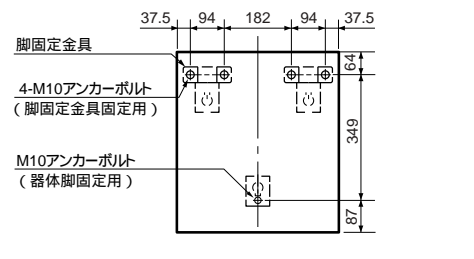 37.5 94 182 94 37.5
脚固定金具
64
4-M10アンカーボルト
（脚固定金具固定用）
349
M10アンカーボルト
（器体脚固定用）
87